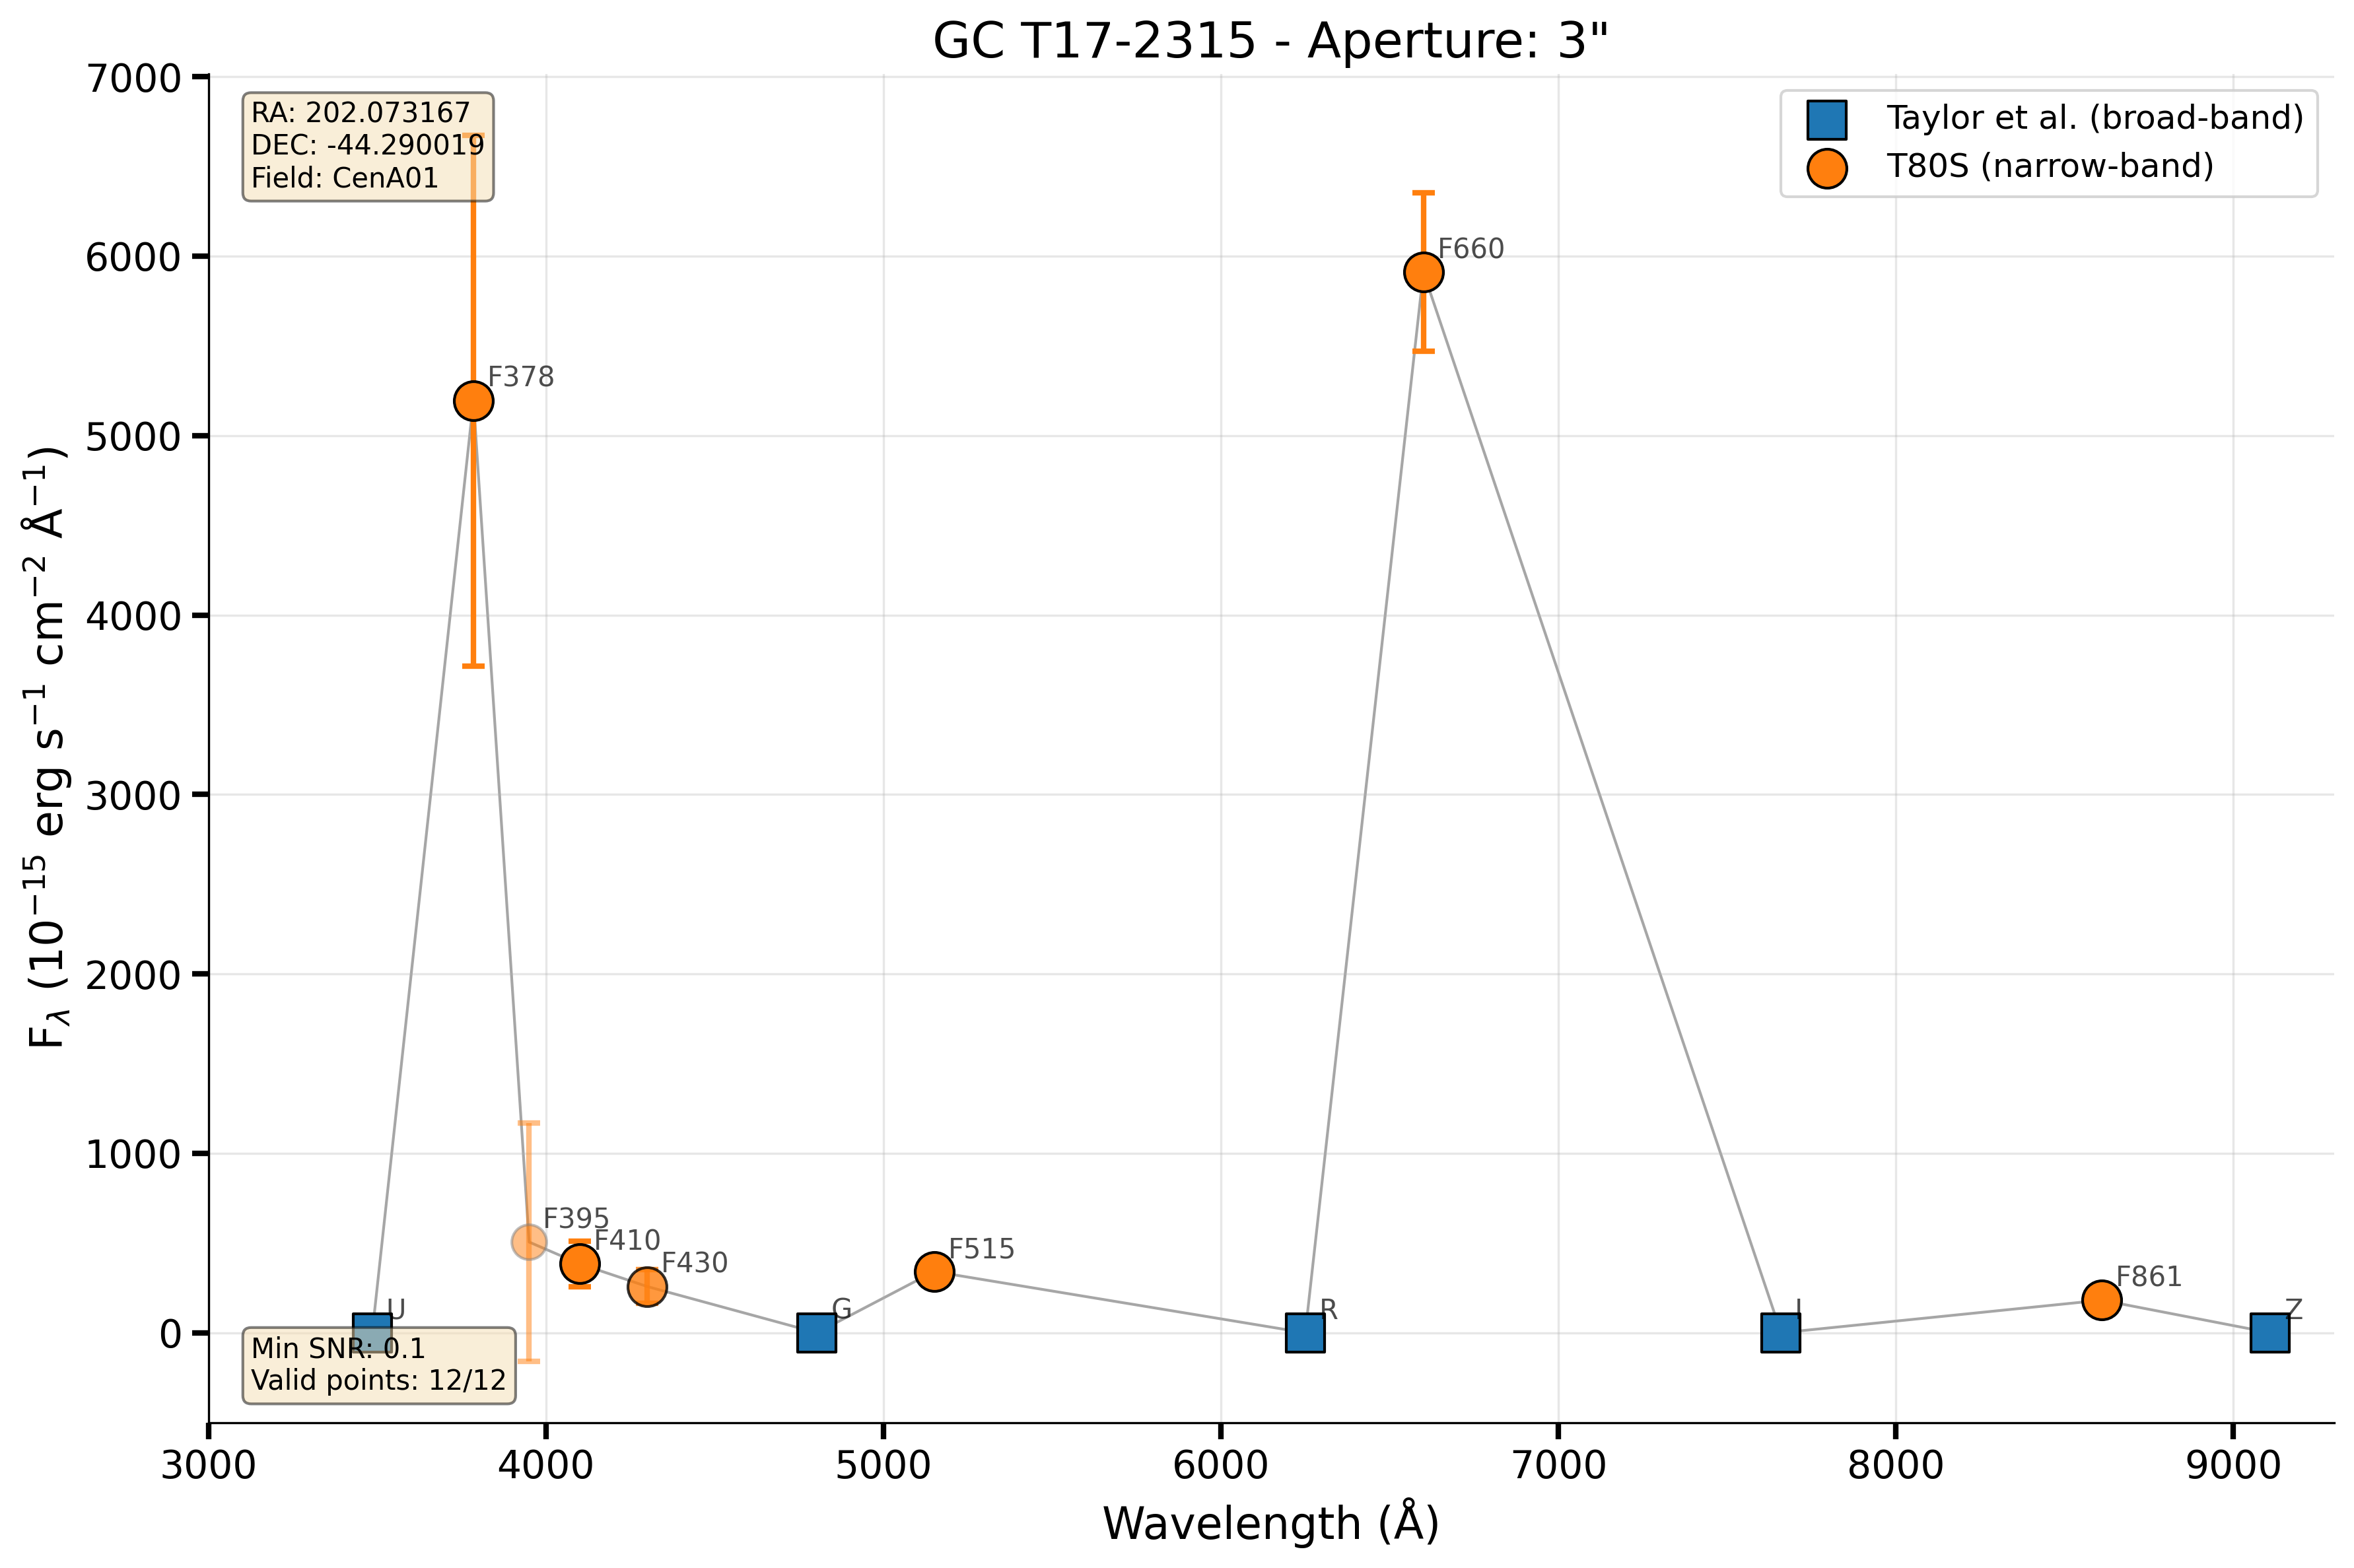 GC T17-2315 - Aperture: 3"
7000
6000
5000
4000
3000
2000
1000
0
F_λ (10⁻¹⁵ erg s⁻¹ cm⁻² Å⁻¹)
RA: 202.073167
DEC: -44.290019
Field: CenA01
Taylor et al. (broad-band)
T80S (narrow-band)
F660
F378
F395
F410
F430
F515
F861
U
G
R
I
Z
Min SNR: 0.1
Valid points: 12/12
3000
4000
5000
6000
7000
8000
9000
Wavelength (Å)